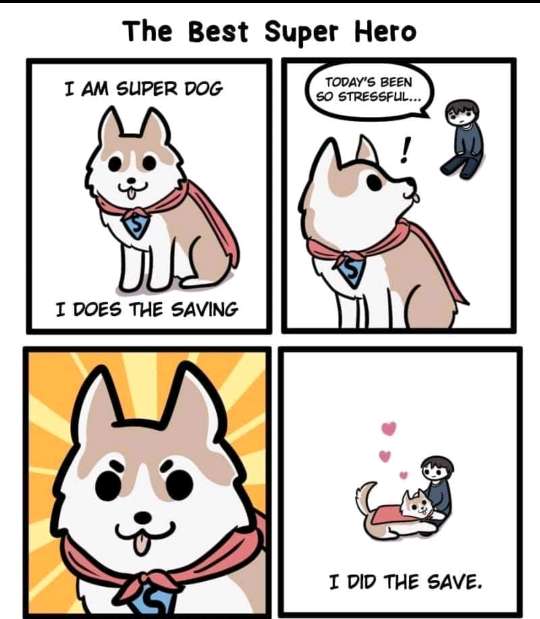 The Best Super Hero
I AM SUPER DOG
S
I DOES THE SAVING
TODAY'S BEEN
SO STRESSFUL...
!
S
S
I DID THE SAVE.